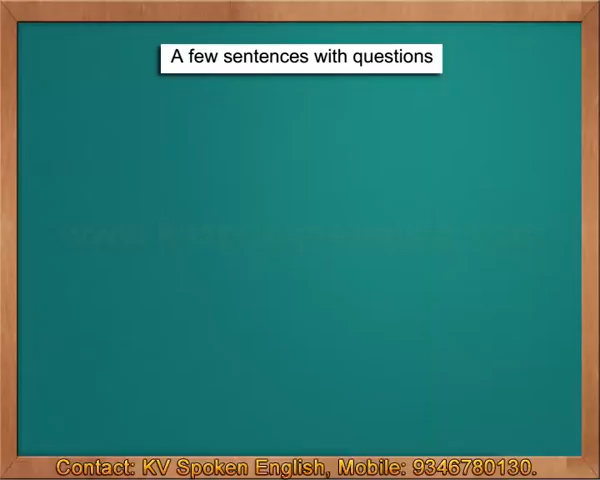 A few sentences with questions
Contact: KV Spoken English, Mobile: 9346780130.